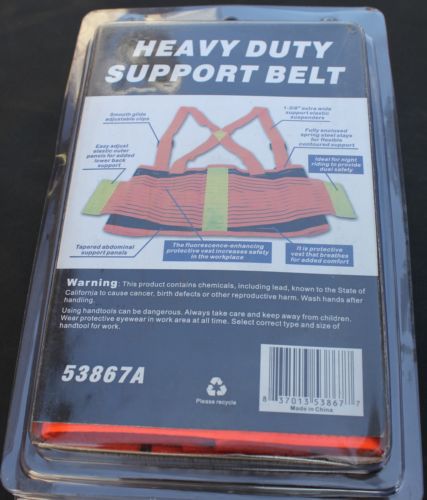 HEAVY DUTY
SUPPORT BELT
Smooth glide
adjustable clips
1-3/8" extra wide
support elastic
suspenders
Easy adjust
elastic outer
panels for added
lower back
support
Fully enclosed
spring steel stays
for flexible
contoured support
Ideal for night
riding to provide
dual safety
Tapered abdominal
support panels
The fluorescence-enhancing
protective vest increases safety
in the workplace
It is protective
vest that breathes
for added comfort
Warning: This product contains chemicals, including lead, known to the State of
California to cause cancer, birth defects or other reproductive harm. Wash hands after
handling.
Using handtools can be dangerous. Always take care and keep away from children.
Wear protective eyewear in work area at all time. Select correct type and size of
handtool for work.
53867A
Please recycle
8 37013 53867 7
Made in China